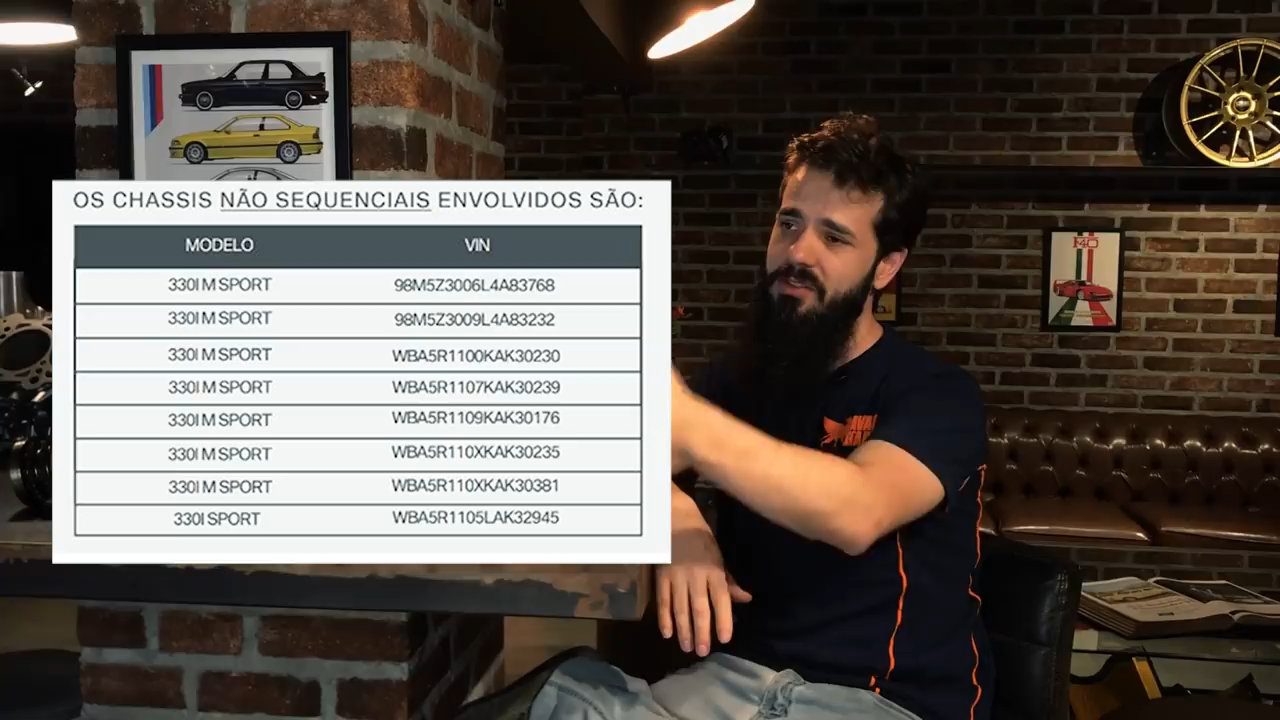 OS CHASSIS NÃO SEQUENCIAIS ENVOLVIDOS SÃO:
MODELO VIN
330I M SPORT 98M5Z3006L4A83768
330I M SPORT 98M5Z3009L4A83232
330I M SPORT WBA5R1100KAK30230
330I M SPORT WBA5R1107KAK30239
330I M SPORT WBA5R1109KAK30176
330I M SPORT WBA5R110XKAK30235
330I M SPORT WBA5R110XKAK30381
330I SPORT WBA5R1105LAK32945
F40